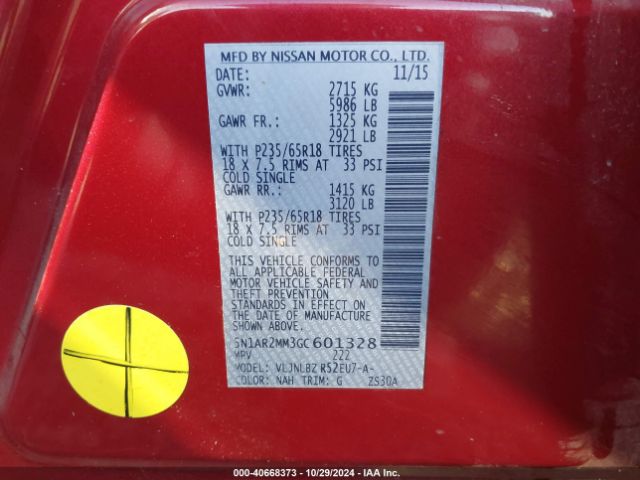 MFD BY NISSAN MOTOR CO., LTD.
DATE: 11/15
GVWR: 2715 KG
5986 LB
GAWR FR.: 1325 KG
2921 LB
WITH P235/65R18 TIRES
18 X 7.5 RIMS AT 33 PSI
COLD SINGLE
GAWR RR.: 1415 KG
3120 LB
WITH P235/65R18 TIRES
18 X 7.5 RIMS AT 33 PSI
COLD SINGLE
THIS VEHICLE CONFORMS TO
ALL APPLICABLE FEDERAL
MOTOR VEHICLE SAFETY AND
THEFT PREVENTION
STANDARDS IN EFFECT ON
THE DATE OF MANUFACTURE
SHOWN ABOVE.
5N1AR2MM3GC601328
MPV 222
MODEL: VLJNLBZ R52EU7-A-
COLOR: NAH TRIM: G ZS30A
000-40668373 - 10/29/2024 - IAA Inc.